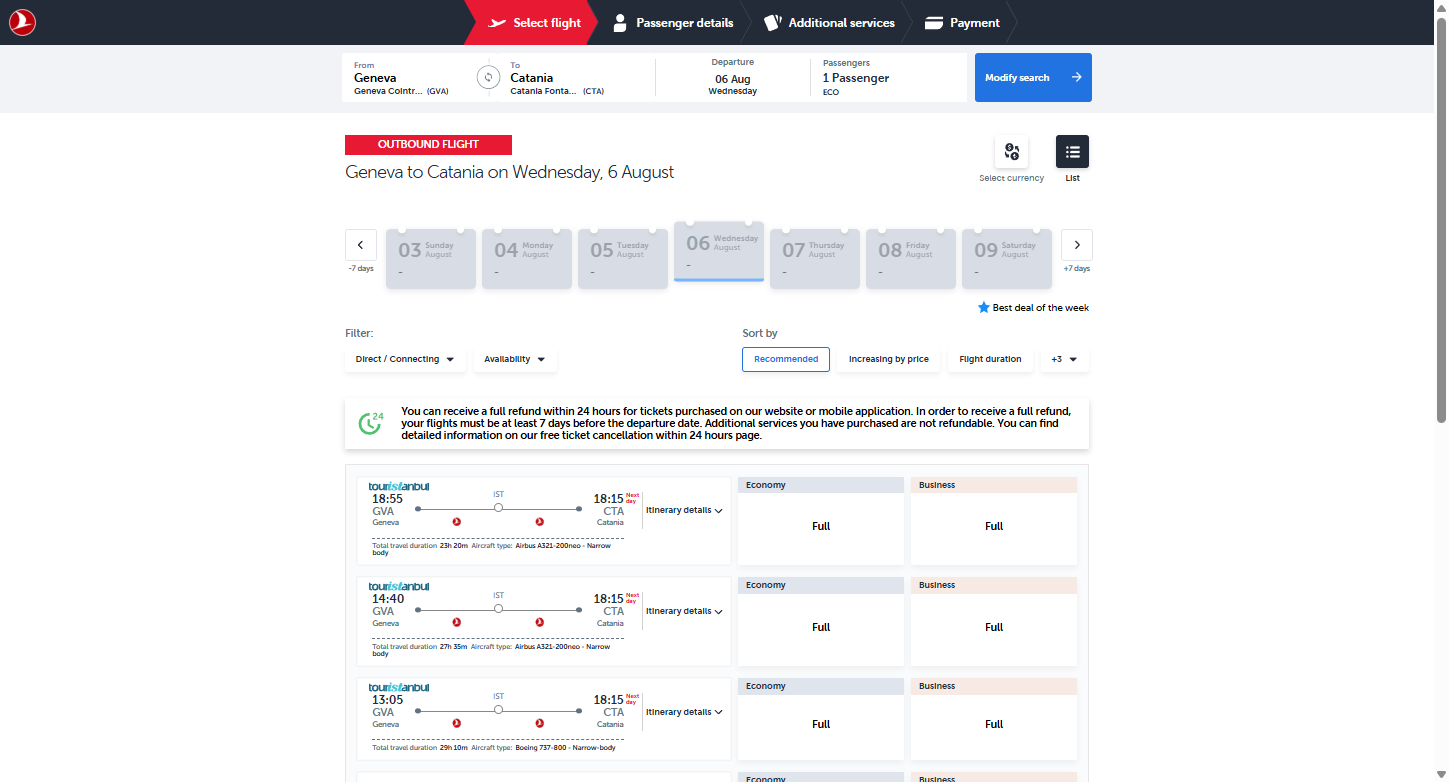 Select flight
Passenger details
Additional services
Payment
From
Geneva
Geneva Cointr... (GVA)
To
Catania
Catania Fonta... (CTA)
Departure
06 Aug
Wednesday
Passengers
1 Passenger
ECO
Modify search
OUTBOUND FLIGHT
Geneva to Catania on Wednesday, 6 August
Select currency
List
-7 days
03 Sunday August
-
04 Monday August
-
05 Tuesday August
-
06 Wednesday August
-
07 Thursday August
-
08 Friday August
-
09 Saturday August
-
+7 days
Best deal of the week
Filter:
Direct / Connecting
Availability
Sort by
Recommended
Increasing by price
Flight duration
+3
24
You can receive a full refund within 24 hours for tickets purchased on our website or mobile application. In order to receive a full refund,
your flights must be at least 7 days before the departure date. Additional services you have purchased are not refundable. You can find
detailed information on our free ticket cancellation within 24 hours page.
touristanbul
18:55
GVA
Geneva
IST
18:15 Next day
CTA
Catania
Itinerary details
Total travel duration 23h 20m Aircraft type: Airbus A321-200neo - Narrow
body
Economy
Full
Business
Full
touristanbul
14:40
GVA
Geneva
IST
18:15 Next day
CTA
Catania
Itinerary details
Total travel duration 27h 35m Aircraft type: Airbus A321-200neo - Narrow
body
Economy
Full
Business
Full
touristanbul
13:05
GVA
Geneva
IST
18:15 Next day
CTA
Catania
Itinerary details
Total travel duration 29h 10m Aircraft type: Boeing 737-800 - Narrow-body
Economy
Full
Business
Full
Economy
Business